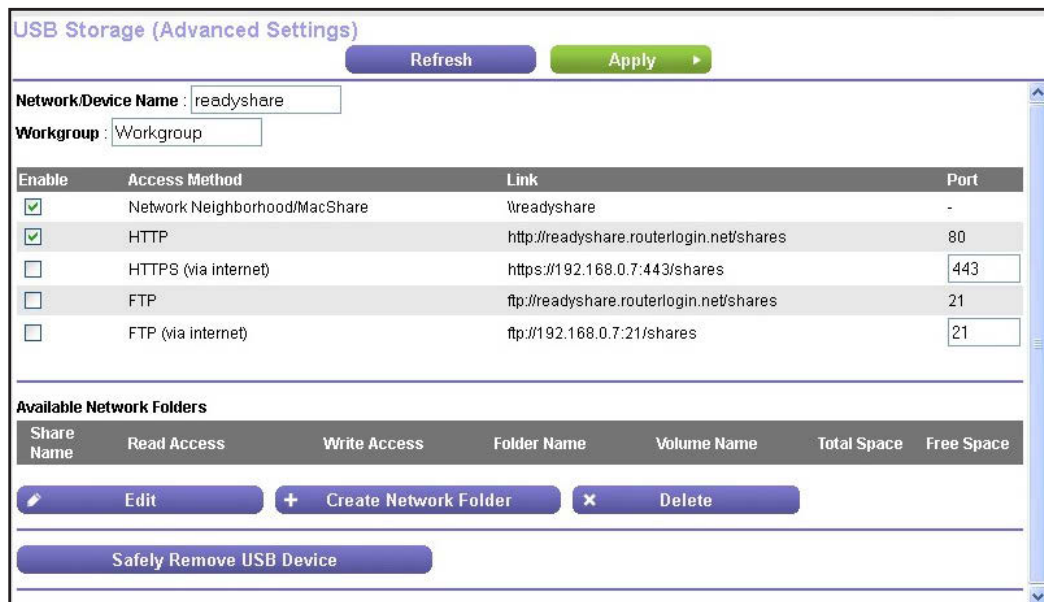 USB Storage (Advanced Settings)
Refresh Apply
Network/Device Name : readyshare
Workgroup : Workgroup
Enable Access Method Link Port
Network Neighborhood/MacShare \\readyshare -
HTTP http://readyshare.routerlogin.net/shares 80
HTTPS (via internet) https://192.168.0.7:443/shares 443
FTP ftp://readyshare.routerlogin.net/shares 21
FTP (via internet) ftp://192.168.0.7:21/shares 21
Available Network Folders
Share Name Read Access Write Access Folder Name Volume Name Total Space Free Space
Edit Create Network Folder Delete
Safely Remove USB Device